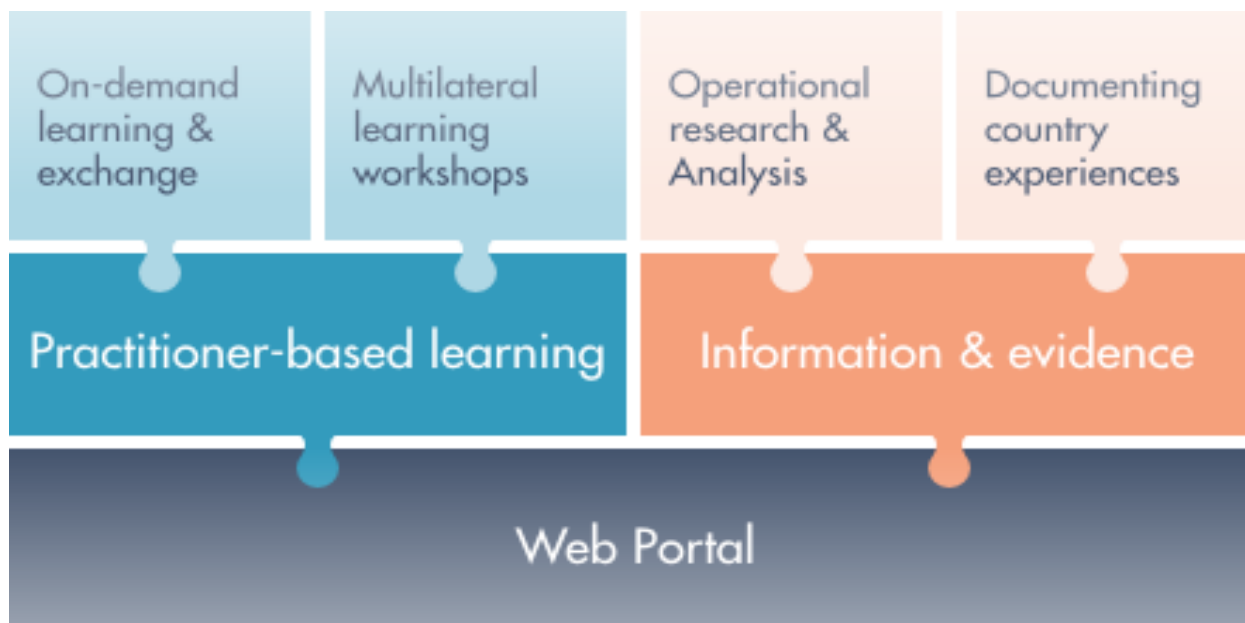 On-demand
learning &
exchange
Multilateral
learning
workshops
Operational
research &
Analysis
Documenting
country
experiences
Practitioner-based learning
Information & evidence
Web Portal